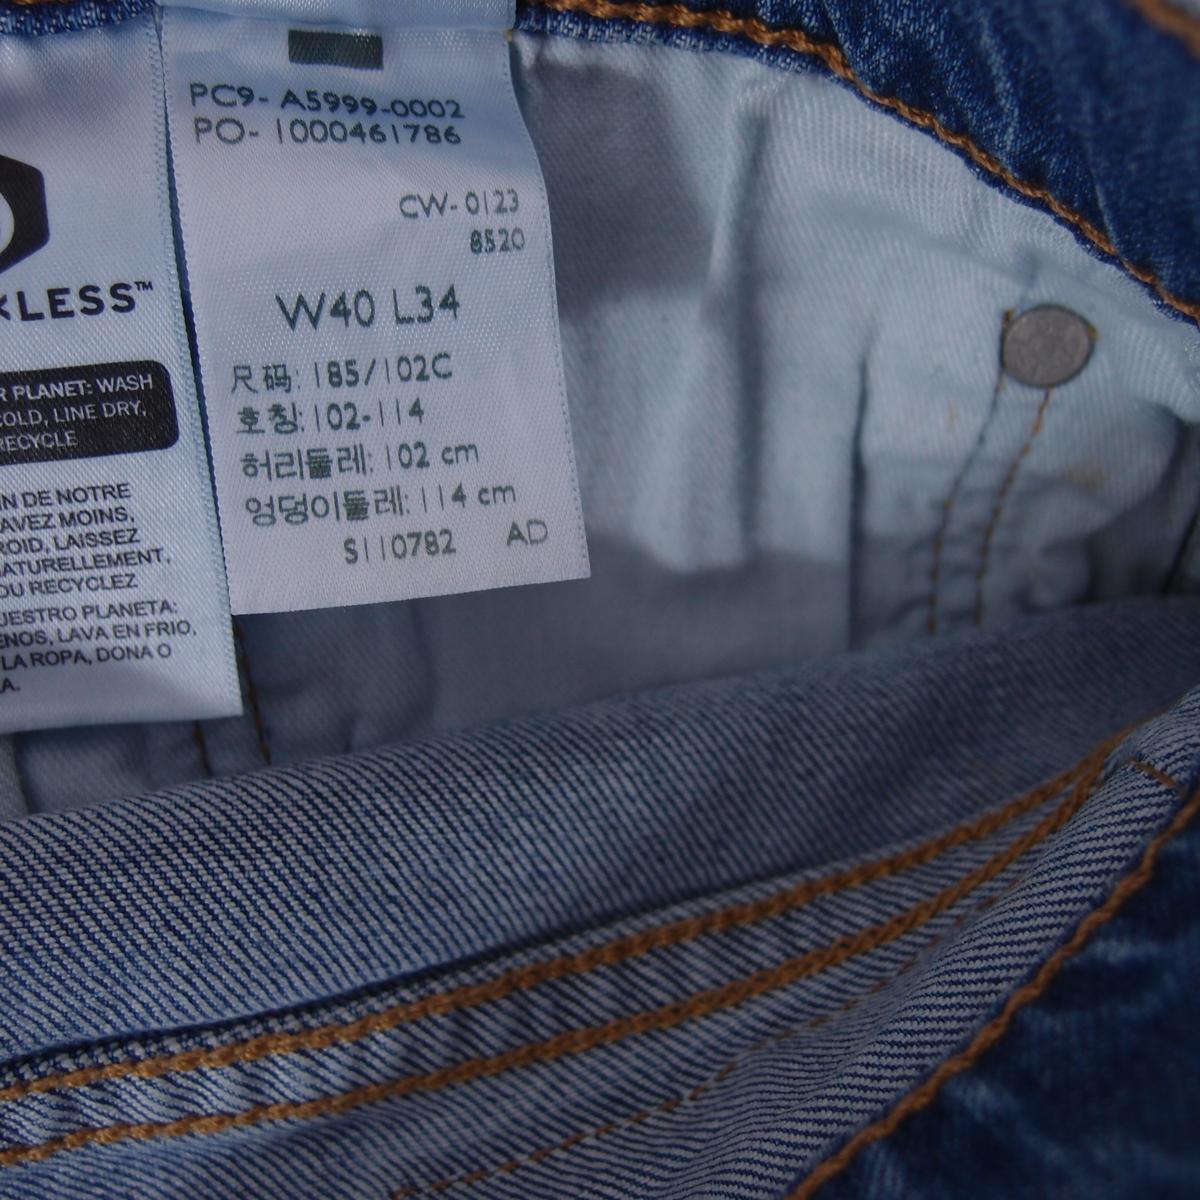 LESS™
R PLANET: WASH
COLD, LINE DRY,
RECYCLE
IN DE NOTRE
AVEZ MOINS,
ROID, LAISSEZ
NATURELLEMENT,
OU RECYCLEZ
UESTRO PLANETA:
ENOS, LAVA EN FRIO,
LA ROPA, DONA O
A.
PC9- A5999-0002
PO- 1000461786
CW- 0123
8520
W40 L34
尺码: 185/102C
호칭: 102-114
허리둘레: 102 cm
엉덩이둘레: 114 cm
S110782 AD